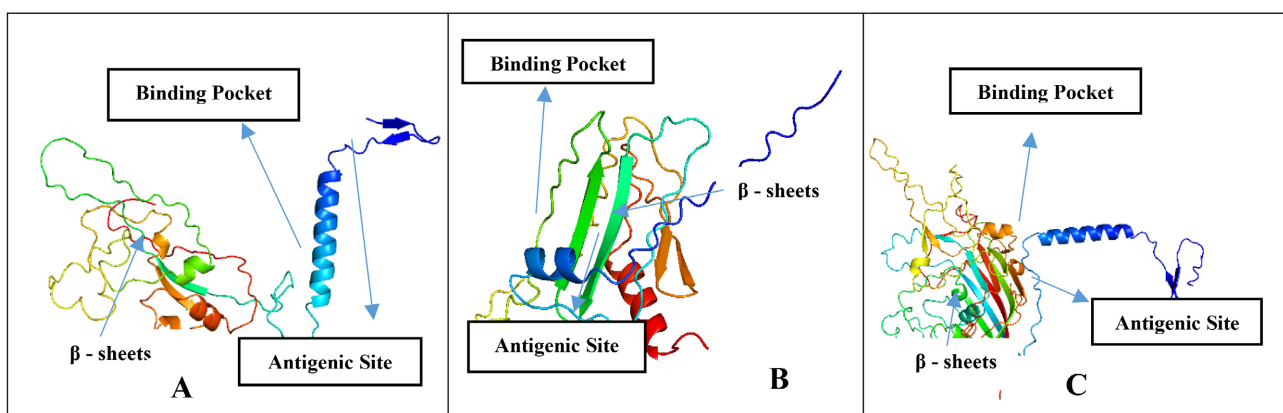 Binding Pocket
β - sheets
Antigenic Site
A
Binding Pocket
β - sheets
Antigenic Site
B
Binding Pocket
β - sheets
Antigenic Site
C